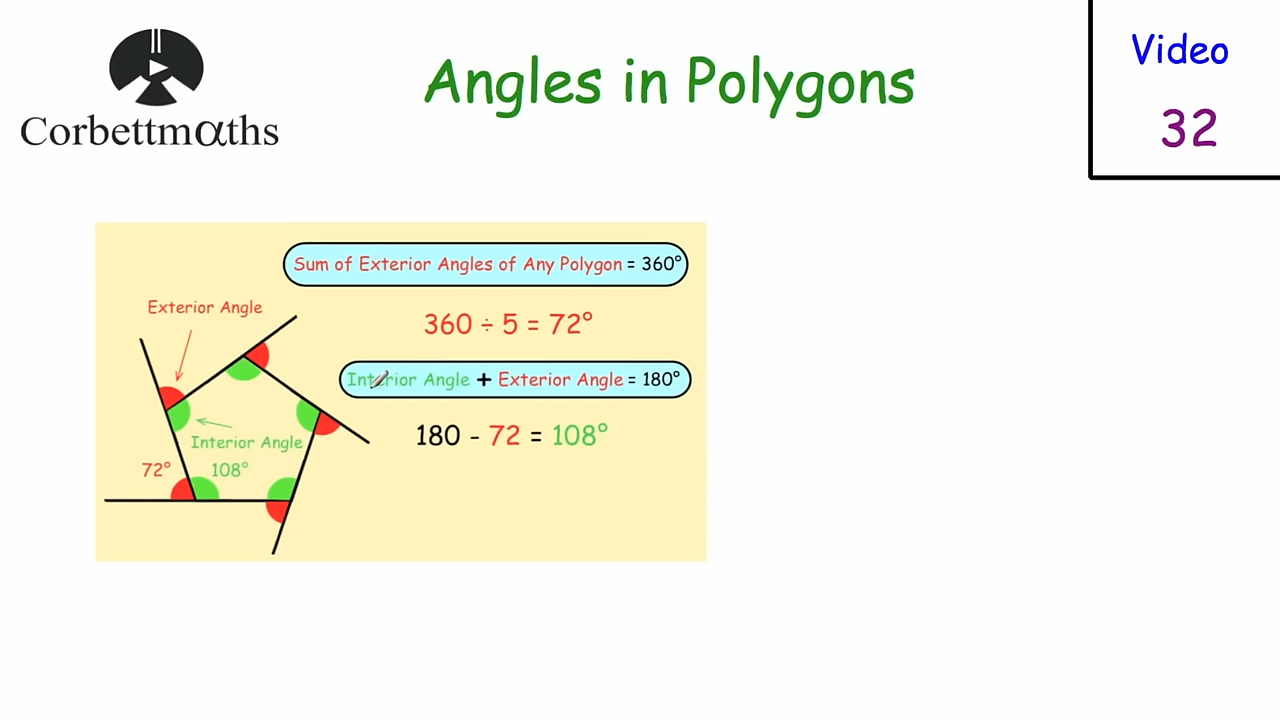 Corbettmαths
Angles in Polygons
Video
32
Sum of Exterior Angles of Any Polygon = 360°
Exterior Angle
360 ÷ 5 = 72°
Interior Angle + Exterior Angle = 180°
180 - 72 = 108°
Interior Angle
72° 108°